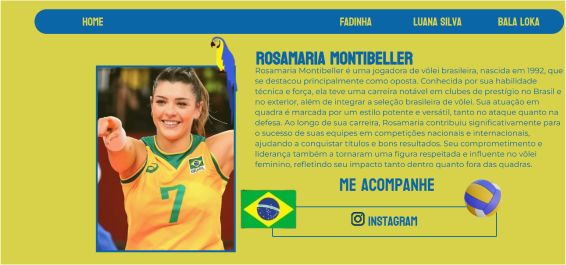 HOME FADINHA LUANA SILVA BALA LOKA
ROSAMARIA MONTIBELLER
Rosamaria Montibeller é uma jogadora de vôlei brasileira, nascida em 1992, que
se destacou principalmente como oposta. Conhecida por sua habilidade
técnica e força, ela teve uma carreira notável em clubes de prestígio no Brasil e
no exterior, além de integrar a seleção brasileira de vôlei. Sua atuação em
quadra é marcada por um estilo potente e versátil, tanto no ataque quanto na
defesa. Ao longo de sua carreira, Rosamaria contribuiu significativamente para
o sucesso de suas equipes em competições nacionais e internacionais,
ajudando a conquistar títulos e bons resultados. Seu comprometimento e
liderança também a tornaram uma figura respeitada e influente no vôlei
feminino, refletindo seu impacto tanto dentro quanto fora das quadras.
7
ME ACOMPANHE
INSTAGRAM